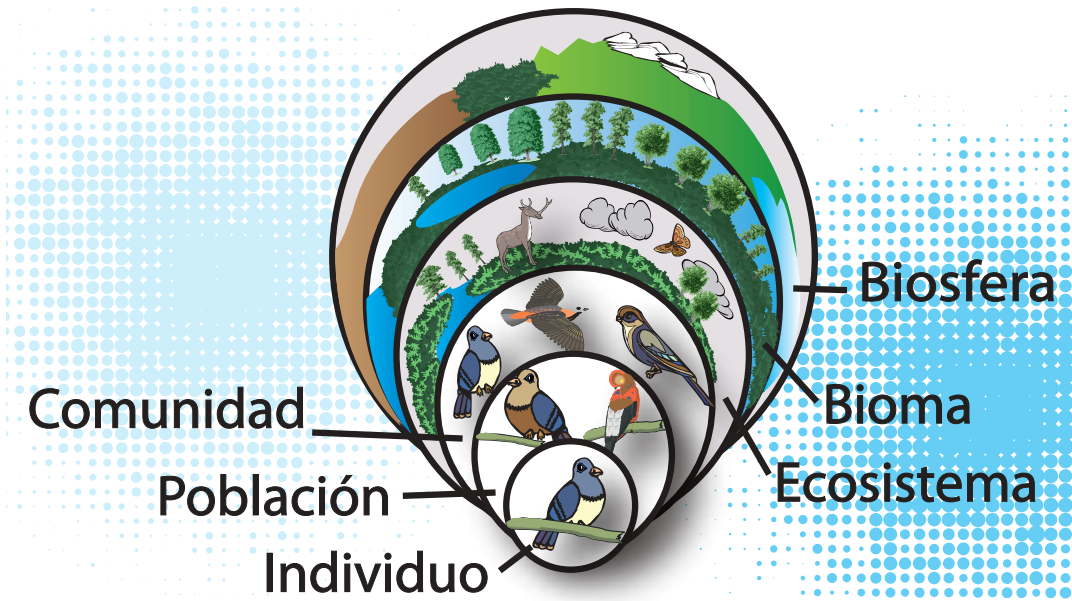 Biosfera
Comunidad
Bioma
Población
Ecosistema
Individuo